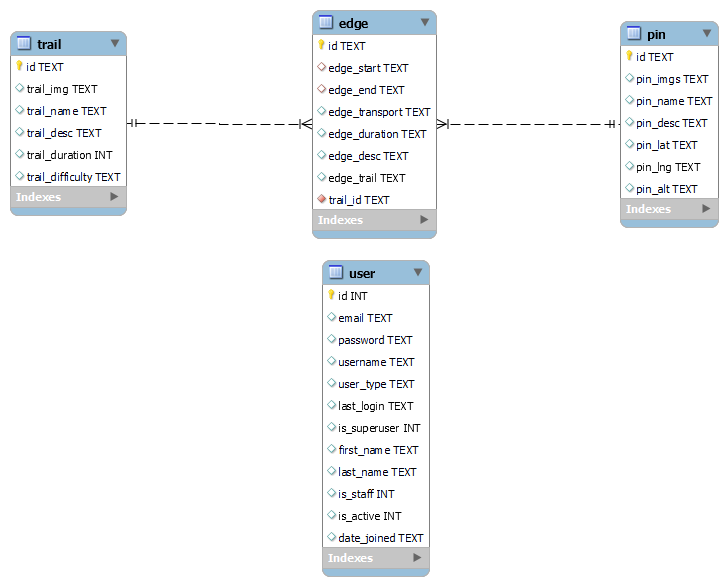 trail
id TEXT
trail_img TEXT
trail_name TEXT
trail_desc TEXT
trail_duration INT
trail_difficulty TEXT
Indexes
edge
id TEXT
edge_start TEXT
edge_end TEXT
edge_transport TEXT
edge_duration TEXT
edge_desc TEXT
edge_trail TEXT
trail_id TEXT
Indexes
pin
id TEXT
pin_imgs TEXT
pin_name TEXT
pin_desc TEXT
pin_lat TEXT
pin_lng TEXT
pin_alt TEXT
Indexes
user
id INT
email TEXT
password TEXT
username TEXT
user_type TEXT
last_login TEXT
is_superuser INT
first_name TEXT
last_name TEXT
is_staff INT
is_active INT
date_joined TEXT
Indexes